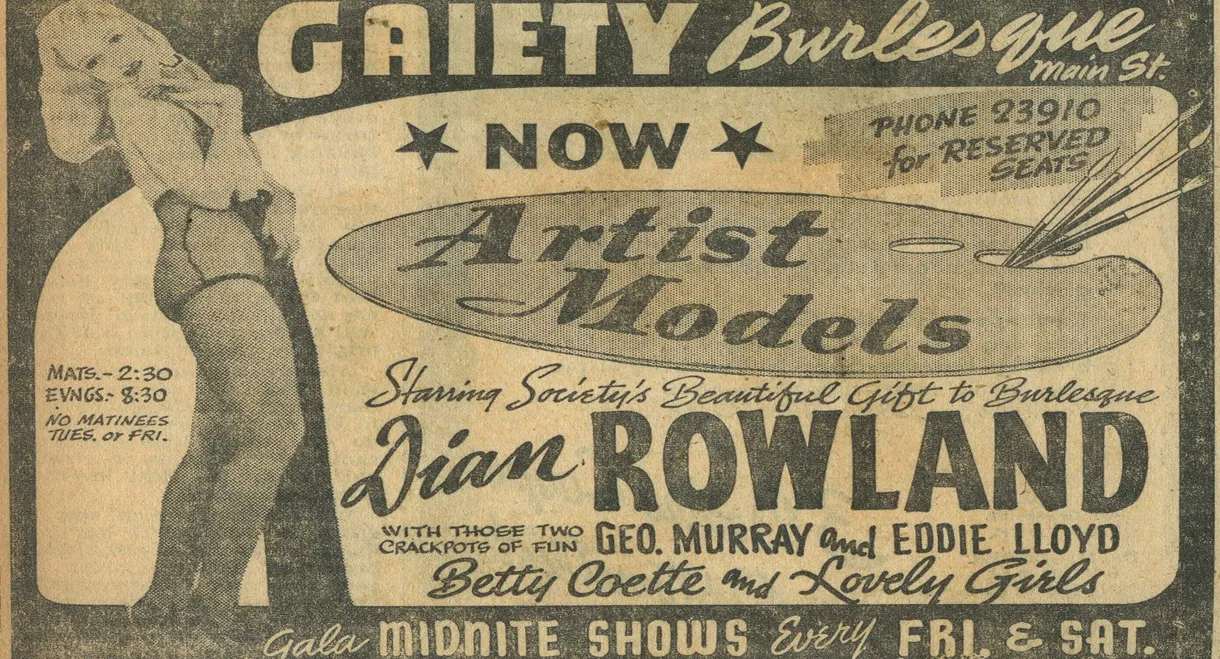 GAIETY Burlesque
Main St.
★ NOW ★
PHONE 23910
for RESERVED
SEATS
Artist
Models
MATS.- 2:30
EVNGS.- 8:30
NO MATINEES
TUES. or FRI.
Starring Society's Beautiful Gift to Burlesque
Dian ROWLAND
WITH THOSE TWO
CRACKPOTS OF FUN GEO. MURRAY and EDDIE LLOYD
Betty Coette and Lovely Girls
Gala MIDNITE SHOWS Every FRI. & SAT.